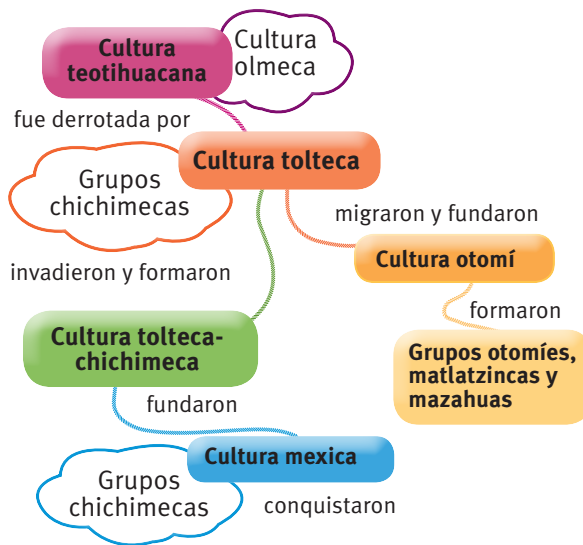 Cultura
teotihuacana
Cultura
olmeca
fue derrotada por
Cultura tolteca
Grupos
chichimecas
migraron y fundaron
Cultura otomí
invadieron y formaron
formaron
Cultura tolteca-
chichimeca
Grupos otomíes,
matlatzincas y
mazahuas
fundaron
Cultura mexica
Grupos
chichimecas
conquistaron